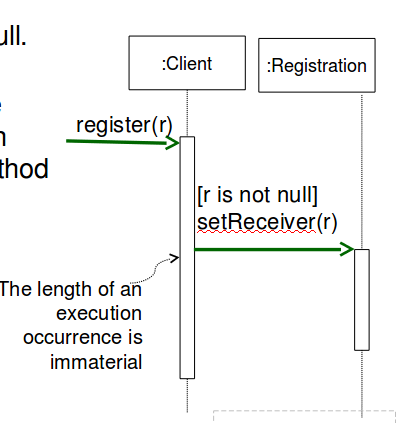 ull.
:Client
:Registration
register(r)
thod
[r is not null]
setReceiver(r)
The length of an
execution
occurrence is
immaterial